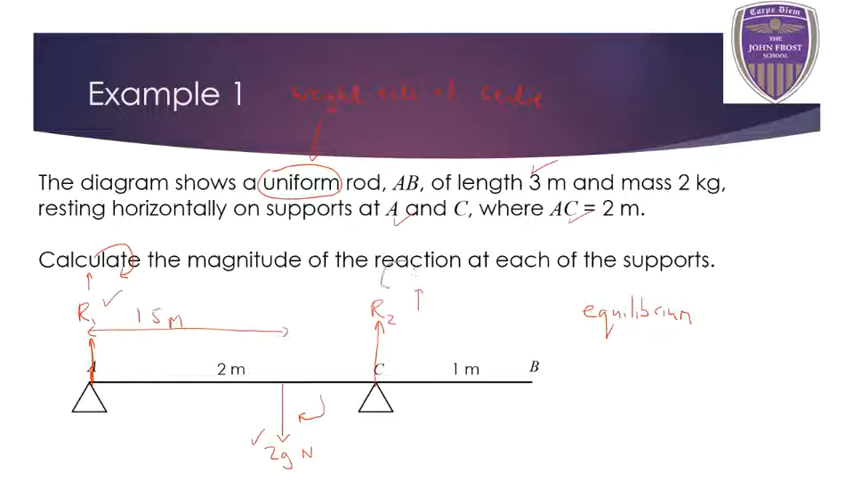 Carpe Diem
THE
JOHN FROST
SCHOOL
Example 1
weight acts at centre
The diagram shows a uniform rod, AB, of length 3 m and mass 2 kg,
resting horizontally on supports at A and C, where AC = 2 m.
Calculate the magnitude of the reaction at each of the supports.
R1
1.5 m
R2
equilibrium
A
2 m
C
1 m
B
2g N